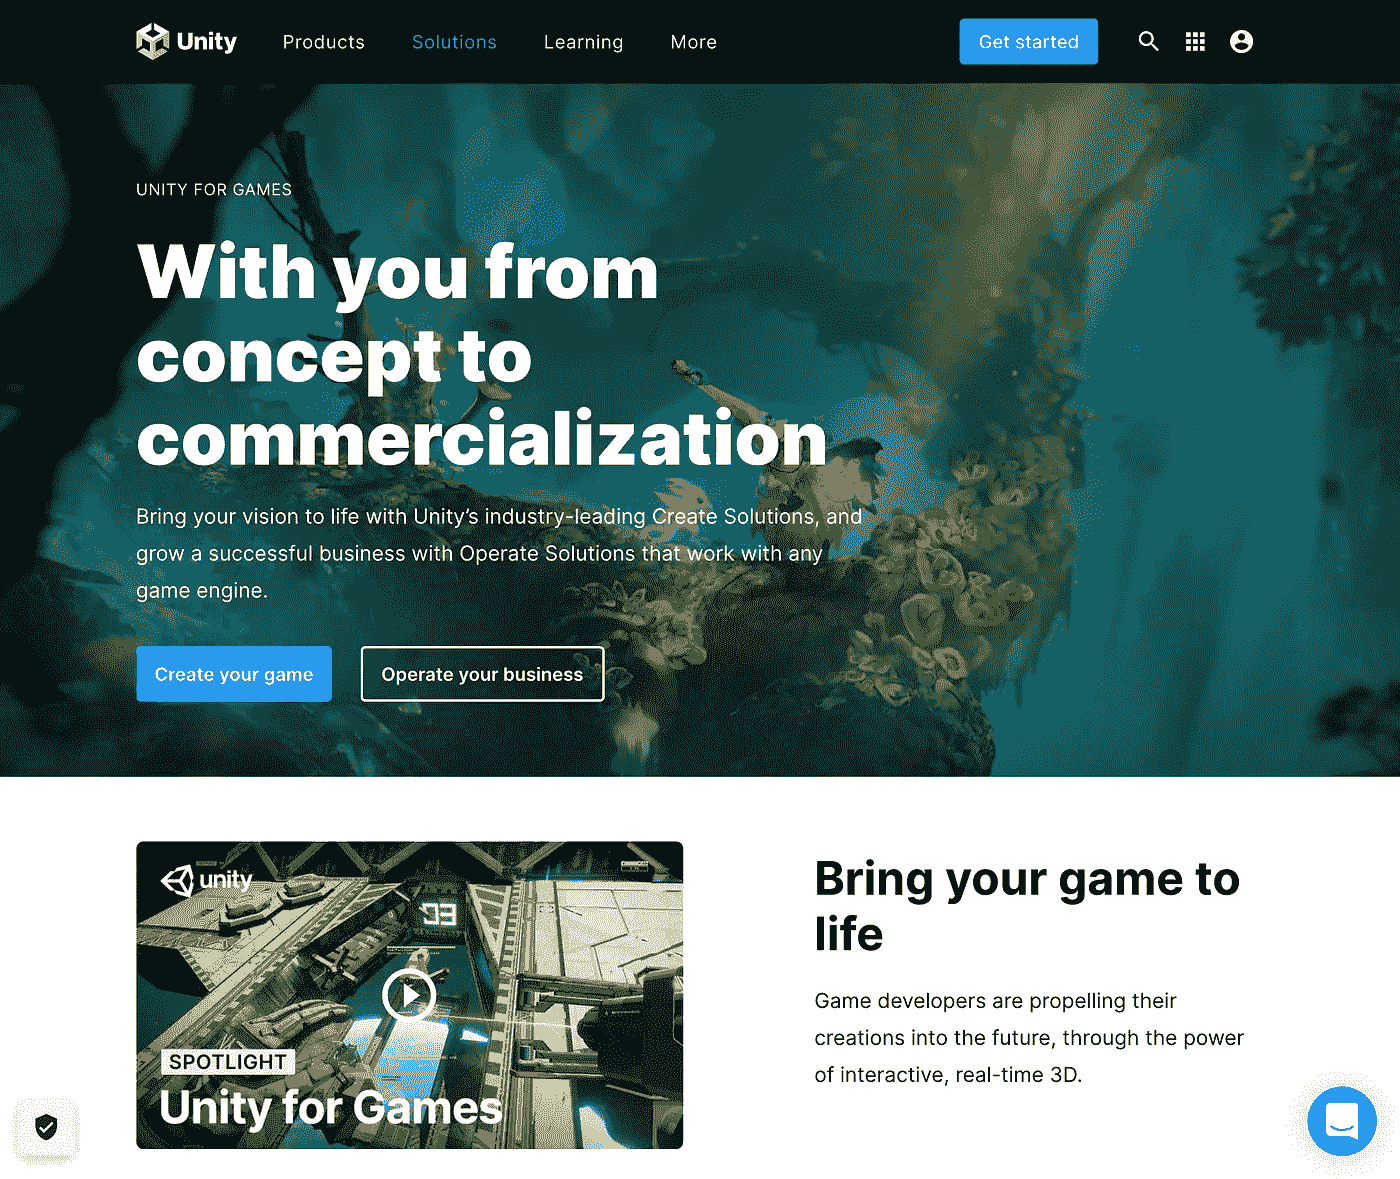 Unity
Products
Solutions
Learning
More
Get started
UNITY FOR GAMES
With you from
concept to
commercialization
Bring your vision to life with Unity’s industry-leading Create Solutions, and
grow a successful business with Operate Solutions that work with any
game engine.
Create your game
Operate your business
unity
SPOTLIGHT
Unity for Games
Bring your game to
life
Game developers are propelling their
creations into the future, through the power
of interactive, real-time 3D.